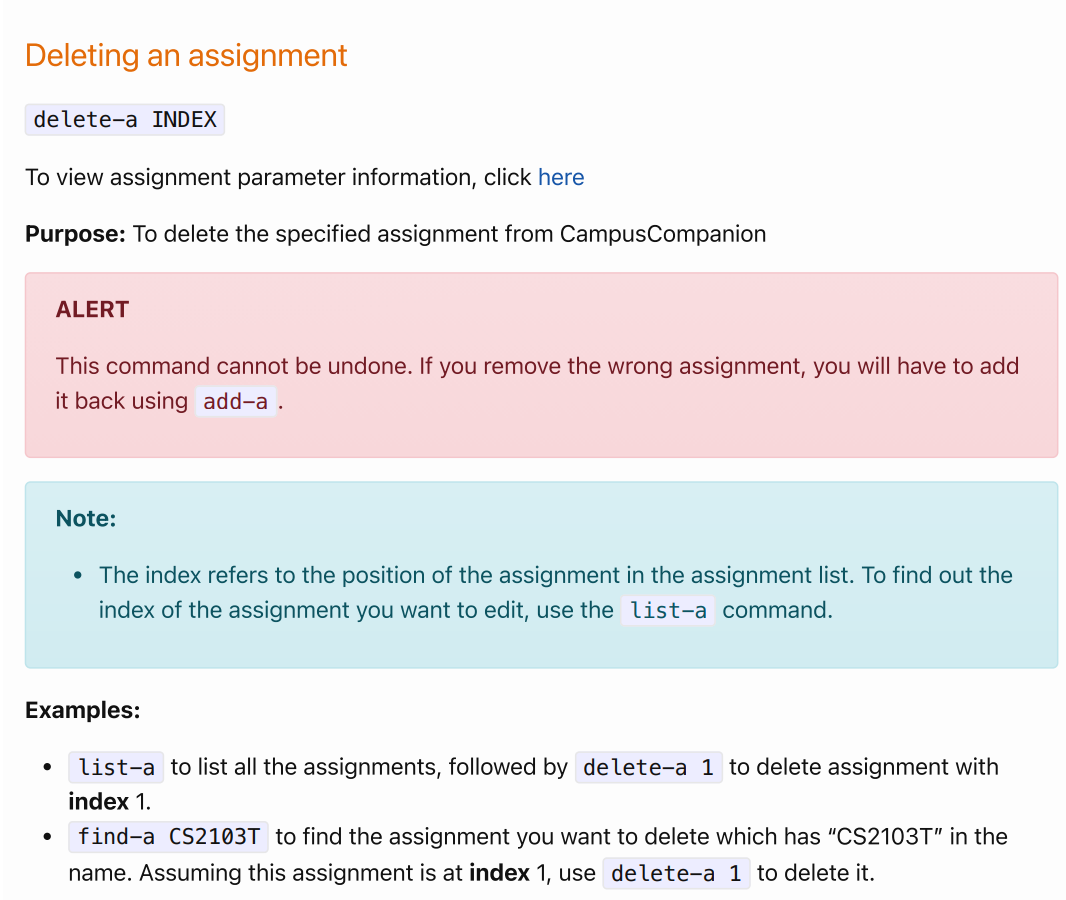 Deleting an assignment
delete-a INDEX
To view assignment parameter information, click here
Purpose: To delete the specified assignment from CampusCompanion
ALERT
This command cannot be undone. If you remove the wrong assignment, you will have to add
it back using add-a .
Note:
• The index refers to the position of the assignment in the assignment list. To find out the
index of the assignment you want to edit, use the list-a command.
Examples:
• list-a to list all the assignments, followed by delete-a 1 to delete assignment with
index 1.
• find-a CS2103T to find the assignment you want to delete which has “CS2103T” in the
name. Assuming this assignment is at index 1, use delete-a 1 to delete it.